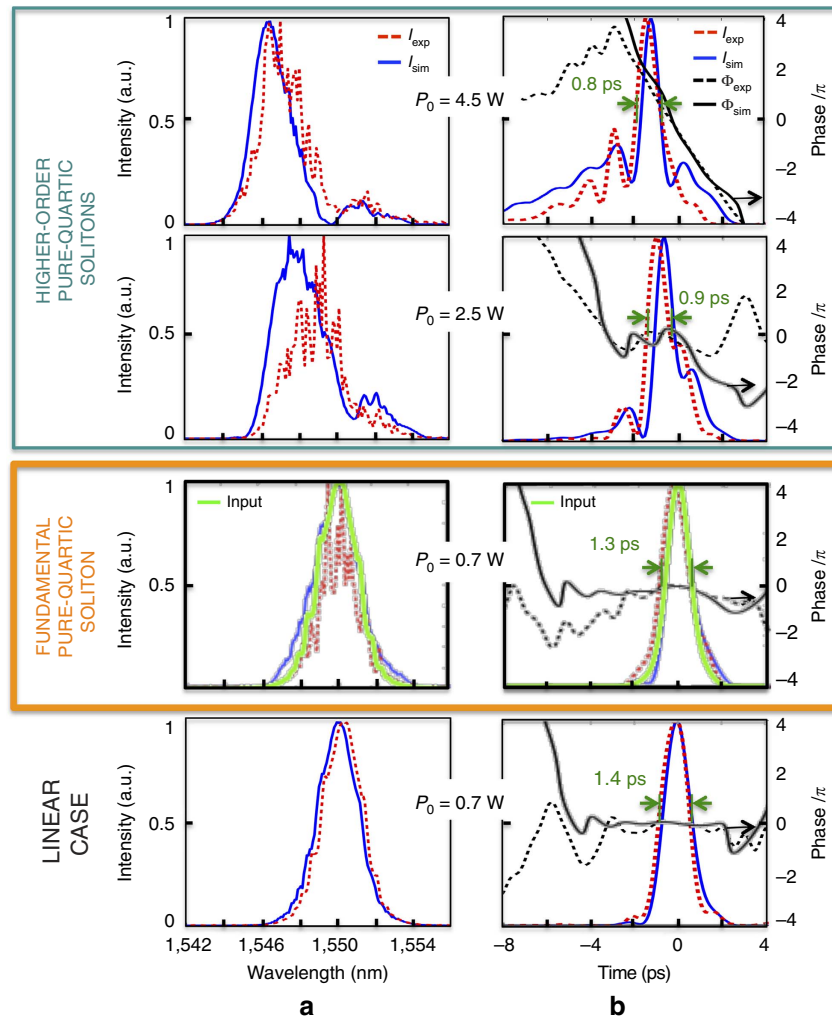 HIGHER-ORDER
PURE-QUARTIC
SOLITONS
Intensity (a.u.)
1
0.5
0
I exp
I sim
P0 = 4.5 W
0.8 ps
I exp
I sim
Φexp
Φsim
4
2
0
−2
−4
Phase /π
Intensity (a.u.)
1
0.5
0
P0 = 2.5 W
0.9 ps
4
2
0
−2
−4
Phase /π
FUNDAMENTAL
PURE-QUARTIC
SOLITON
Intensity (a.u.)
1
0.5
Input
P0 = 0.7 W
Input
1.3 ps
4
2
0
−2
−4
Phase /π
LINEAR
CASE
Intensity (a.u.)
1
0.5
0
P0 = 0.7 W
1.4 ps
4
2
0
−2
−4
Phase /π
1,542 1,546 1,550 1,554
Wavelength (nm)
−8 −4 0 4
Time (ps)
a b